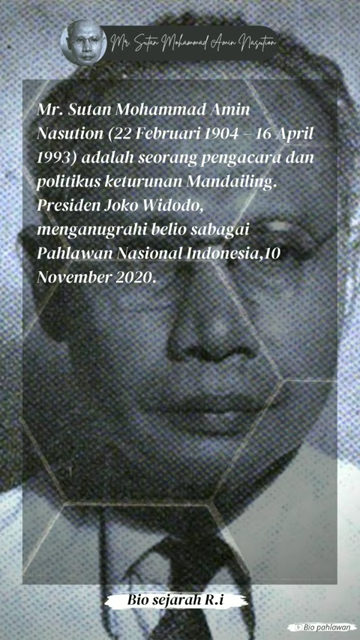 Mr. Sutan Mohammad Amin Nasution
Mr. Sutan Mohammad Amin
Nasution (22 Februari 1904 – 16 April
1993) adalah seorang pengacara dan
politikus keturunan Mandailing.
Presiden Joko Widodo,
menganugrahi belio sabagai
Pahlawan Nasional Indonesia,10
November 2020.
Bio sejarah R.i
Bio pahlawan